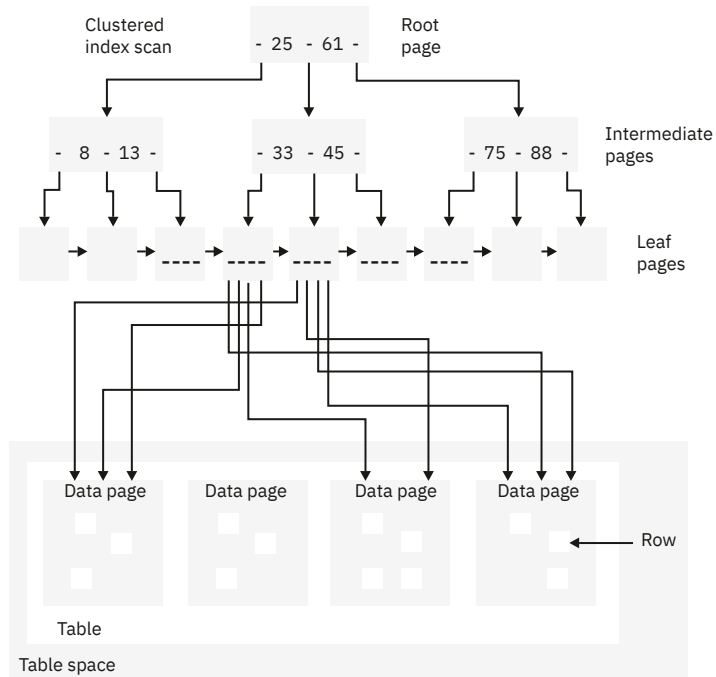 Clustered
index scan
- 25 - 61 -
Root
page
- 8 - 13 -
- 33 - 45 -
- 75 - 88 -
Intermediate
pages
Leaf
pages
Data page
Data page
Data page
Data page
Row
Table
Table space